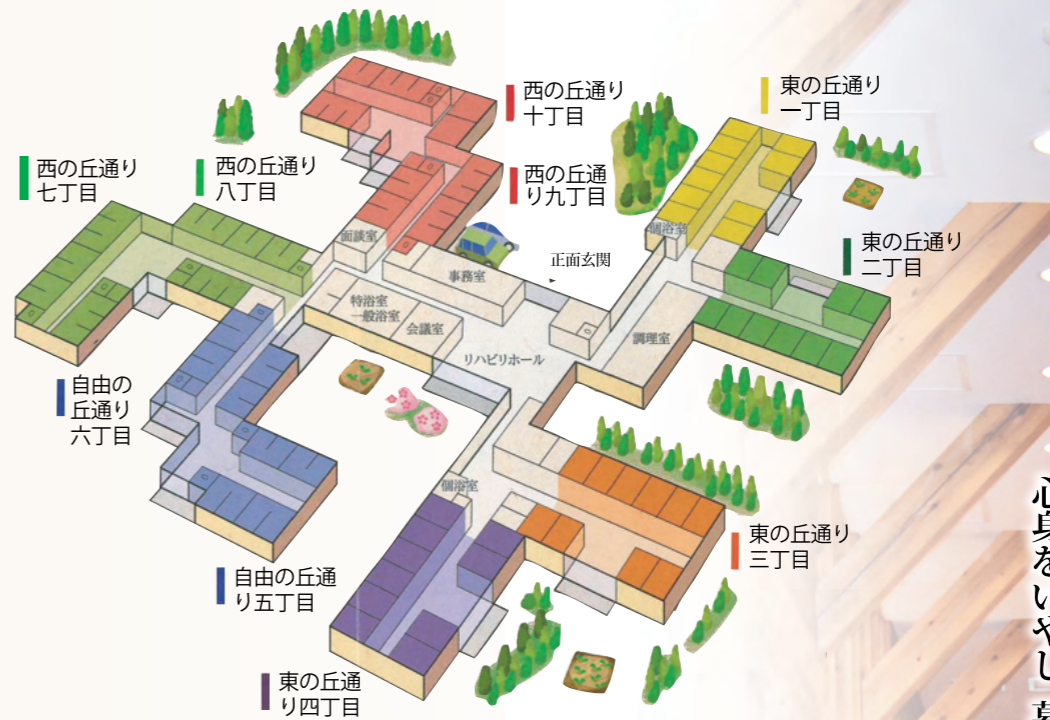 西の丘通り
十丁目
東の丘通り
一丁目
西の丘通り
七丁目
西の丘通り
八丁目
西の丘通
り九丁目
個浴室
面談室
正面玄関
東の丘通り
二丁目
事務室
特浴室
一般浴室
会議室
調理室
リハビリホール
自由の
丘通り
六丁目
個浴室
東の丘通り
三丁目
自由の丘通
り五丁目
東の丘通
り四丁目
心身をいやし